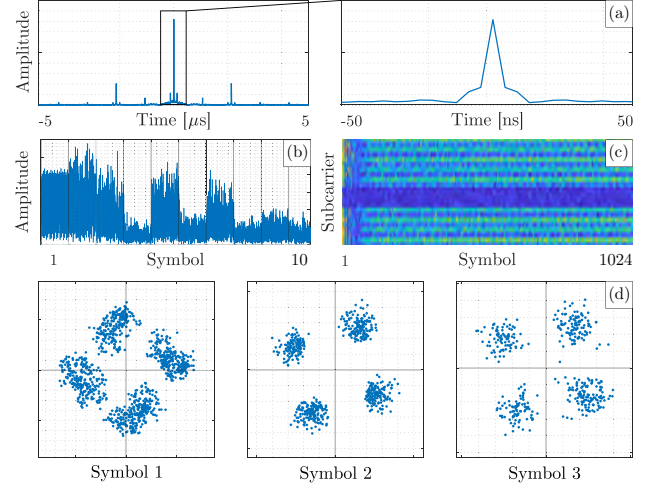 (a)
Amplitude
-5
Time [μs]
5
-50
Time [ns]
50
(b)
Amplitude
1
Symbol
10
(c)
Subcarrier
1
Symbol
1024
(d)
Symbol 1
Symbol 2
Symbol 3